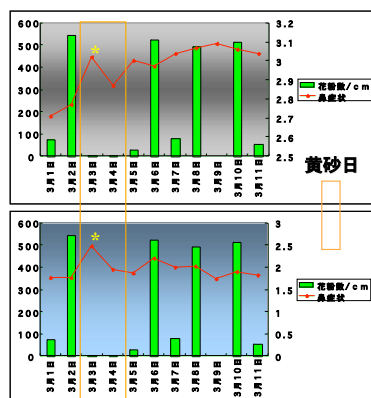 600
500
400
300
200
100
0
3.2
3.1
3
2.9
2.8
2.7
2.6
2.5
*
花粉数/cm
鼻症状
3月1日
3月2日
3月3日
3月4日
3月5日
3月6日
3月7日
3月8日
3月9日
3月10日
3月11日
黄砂日
600
500
400
300
200
100
0
3
2.5
2
1.5
1
0.5
0
*
花粉数/cm
鼻症状
3月1日
3月2日
3月3日
3月4日
3月5日
3月6日
3月7日
3月8日
3月9日
3月10日
3月11日